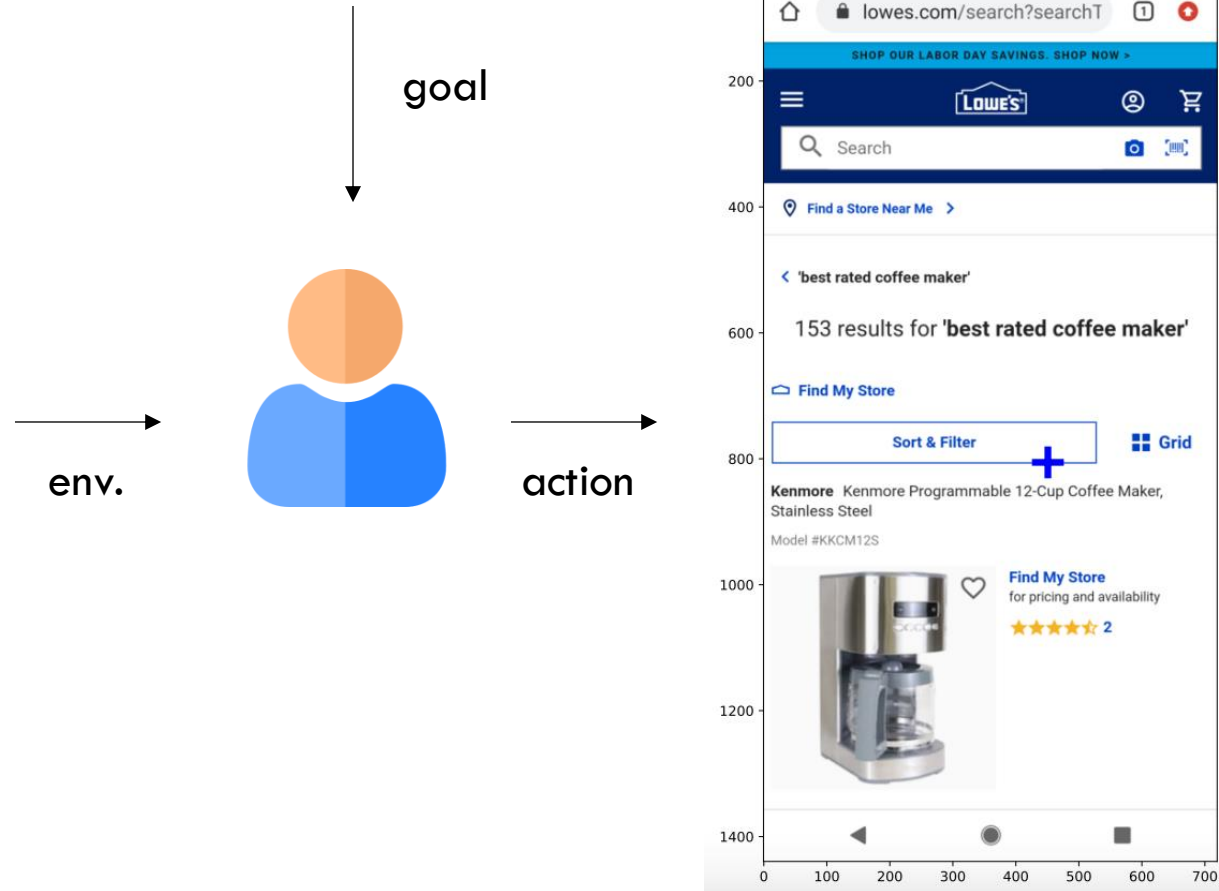 goal
env.
action
lowes.com/search?searchT
1
SHOP OUR LABOR DAY SAVINGS. SHOP NOW >
LOWE'S
Search
Find a Store Near Me
'best rated coffee maker'
153 results for 'best rated coffee maker'
Find My Store
Sort & Filter
Grid
Kenmore Kenmore Programmable 12-Cup Coffee Maker,
Stainless Steel
Model #KKCM12S
Find My Store
for pricing and availability
2
200
400
600
800
1000
1200
1400
0 100 200 300 400 500 600 700